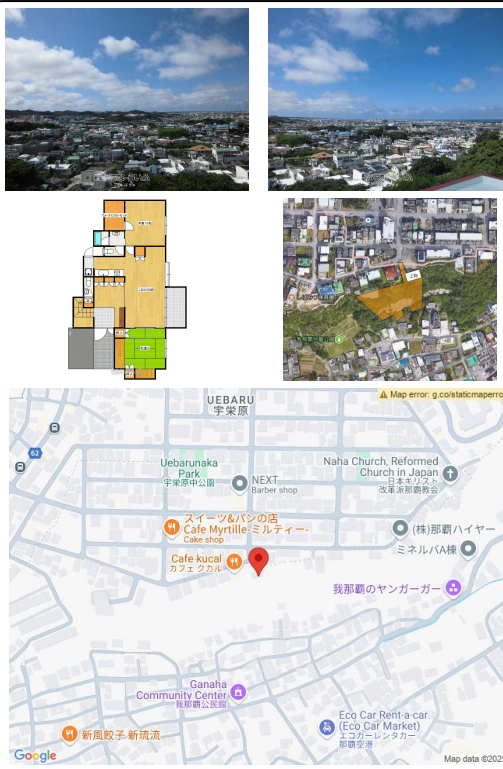 Map error: g.co/staticmaperro
UEBARU
宇栄原
62
Uebarunaka
Park
宇栄原中公園
NEXT
Barber shop
Naha Church, Reformed
Church in Japan
日本キリスト
改革派那覇教会
スイーツ&パンの店
Cafe Myrtille-ミルティー-
Cake shop
(株)那覇ハイヤー
ミネルバA棟
Cafe kucal
カフェ グカル
我那覇のヤンガーガー
Ganaha
Community Center
我那覇公民館
Eco Car Rent-a-car
(Eco Car Market)
エコカーレンタカー
那覇空港
新風餃子 新琉流
Google
Map data ©202